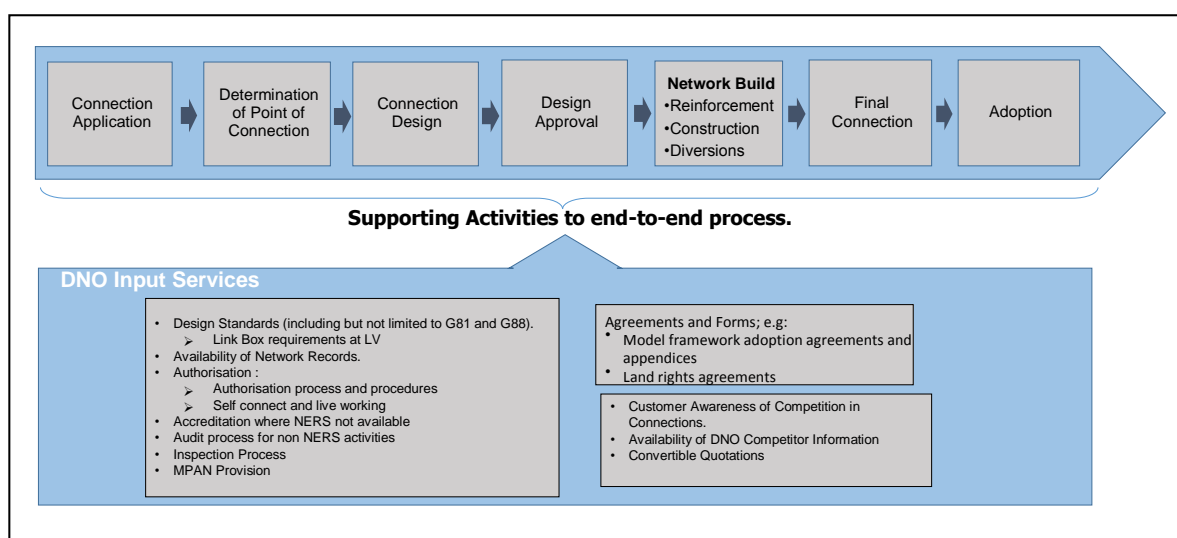 Connection
Application
Determination
of Point of
Connection
Connection
Design
Design
Approval
Network Build
•Reinforcement
•Construction
•Diversions
Final
Connection
Adoption
Supporting Activities to end-to-end process.
DNO Input Services
• Design Standards (including but not limited to G81 and G88).
➢ Link Box requirements at LV
• Availability of Network Records.
• Authorisation :
➢ Authorisation process and procedures
➢ Self connect and live working
• Accreditation where NERS not available
• Audit process for non NERS activities
• Inspection Process
• MPAN Provision
Agreements and Forms; e.g:
• Model framework adoption agreements and
appendices
• Land rights agreements
• Customer Awareness of Competition in
Connections.
• Availability of DNO Competitor Information
• Convertible Quotations